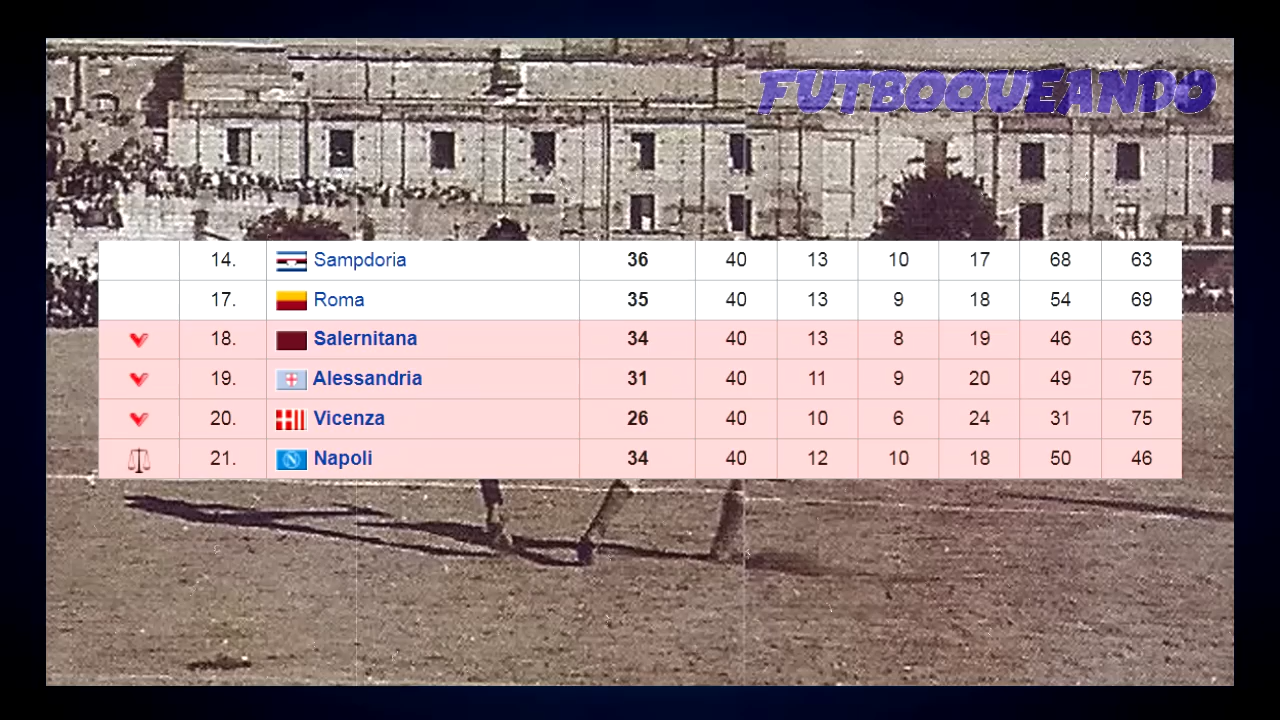 FUTBOQUEANDO
14. Sampdoria 36 40 13 10 17 68 63
17. Roma 35 40 13 9 18 54 69
18. Salernitana 34 40 13 8 19 46 63
19. Alessandria 31 40 11 9 20 49 75
20. Vicenza 26 40 10 6 24 31 75
21. Napoli 34 40 12 10 18 50 46